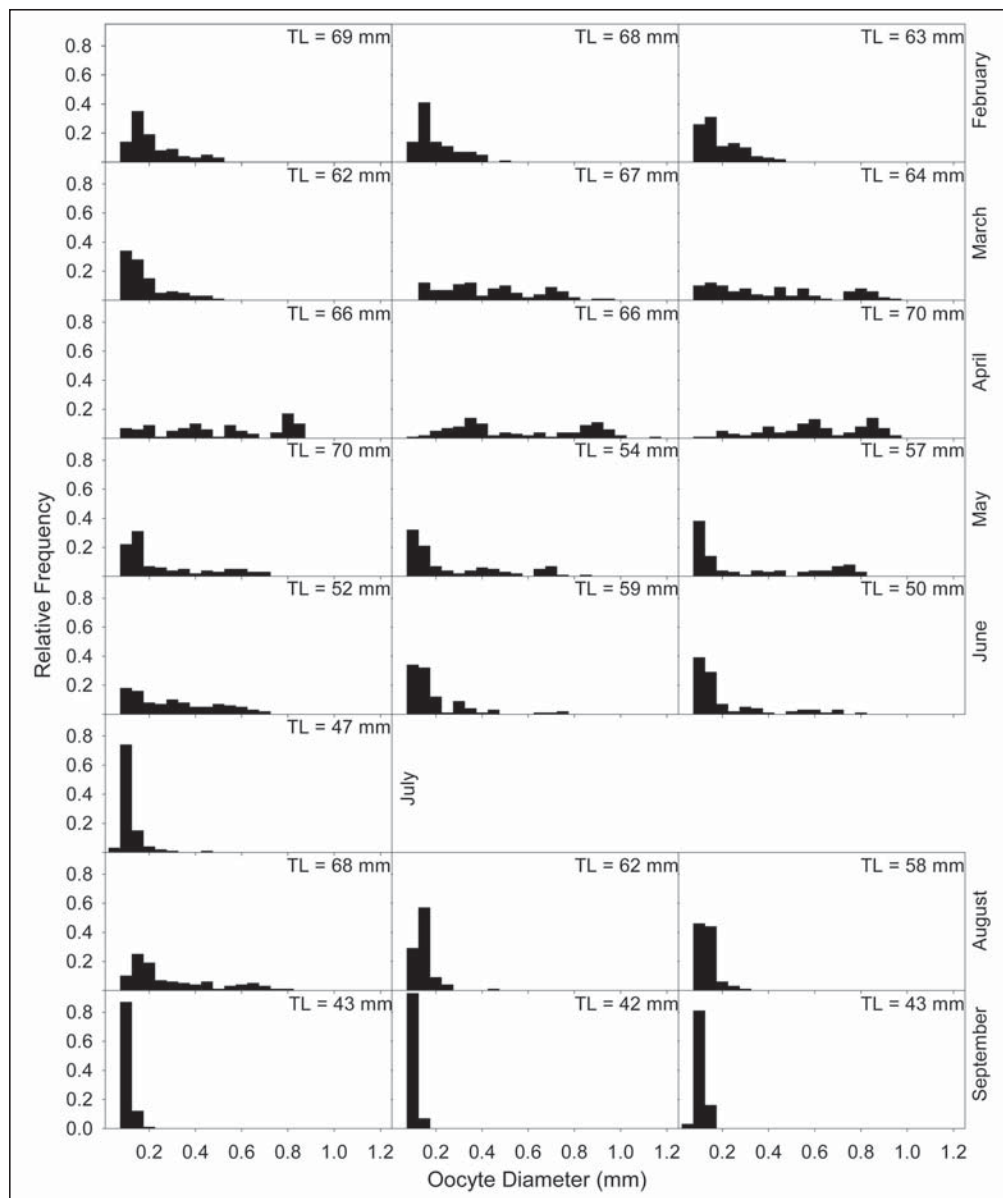 TL = 69 mm
TL = 68 mm
TL = 63 mm
February
0.8
0.6
0.4
0.2
TL = 62 mm
TL = 67 mm
TL = 64 mm
March
0.8
0.6
0.4
0.2
TL = 66 mm
TL = 66 mm
TL = 70 mm
April
0.8
0.6
0.4
0.2
TL = 70 mm
TL = 54 mm
TL = 57 mm
May
0.8
0.6
0.4
0.2
Relative Frequency
TL = 52 mm
TL = 59 mm
TL = 50 mm
June
0.8
0.6
0.4
0.2
TL = 47 mm
July
0.8
0.6
0.4
0.2
TL = 68 mm
TL = 62 mm
TL = 58 mm
August
0.8
0.6
0.4
0.2
TL = 43 mm
TL = 42 mm
TL = 43 mm
September
0.8
0.6
0.4
0.2
0.0
0.2 0.4 0.6 0.8 1.0 1.2 0.2 0.4 0.6 0.8 1.0 1.2 0.2 0.4 0.6 0.8 1.0 1.2
Oocyte Diameter (mm)